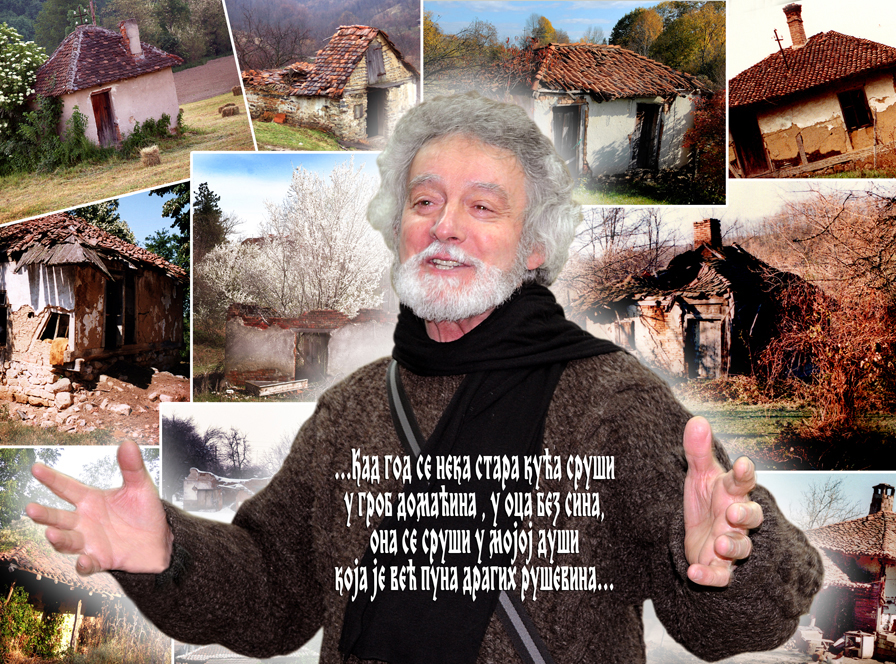 ...Кад год се нека стара кућа сруши
у гроб домаћина , у оца без сина,
она се сруши у мојој души
која је већ пуна драгих рушевина...